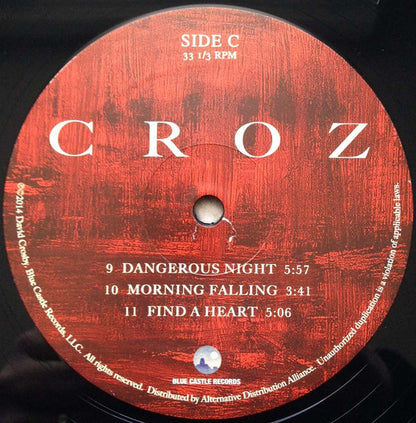 SIDE C
33 1/3 RPM
CROZ
9 DANGEROUS NIGHT 5:57
10 MORNING FALLING 3:41
11 FIND A HEART 5:06
BLUE CASTLE RECORDS
℗©2014 David Crosby, Blue Castle Records, LLC. All rights reserved. Distributed by Alternative Distribution Alliance. Unauthorized duplication is a violation of applicable laws.